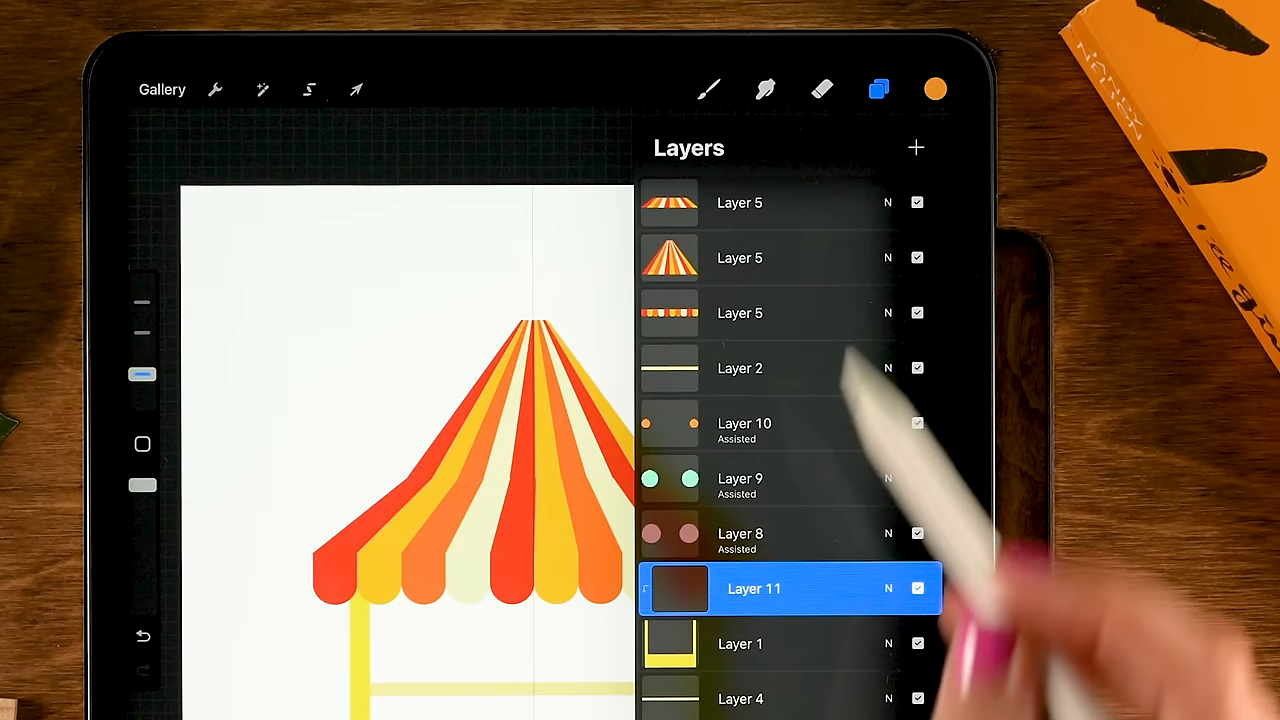 Gallery
Layers
Layer 5 N
Layer 5 N
Layer 5 N
Layer 2 N
Layer 10
Assisted
Layer 9 N
Assisted
Layer 8 N
Assisted
Layer 11 N
Layer 1 N
Layer 4 N